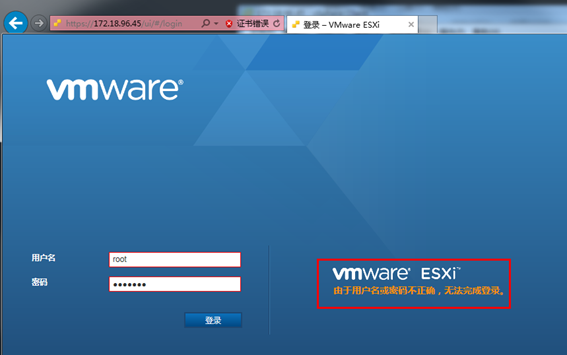 https://172.18.96.45/ui/#/login
证书错误
登录 – VMware ESXi
vmware®
用户名
root
密码
vmware® ESXi™
由于用户名或密码不正确，无法完成登录。
登录